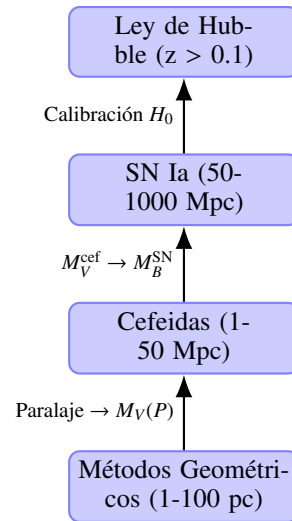 Ley de Hub-
ble (z > 0.1)
Calibración H₀
SN Ia (50-
1000 Mpc)
M_V^cef → M_B^SN
Cefeidas (1-
50 Mpc)
Paralaje → M_V(P)
Métodos Geométri-
cos (1-100 pc)